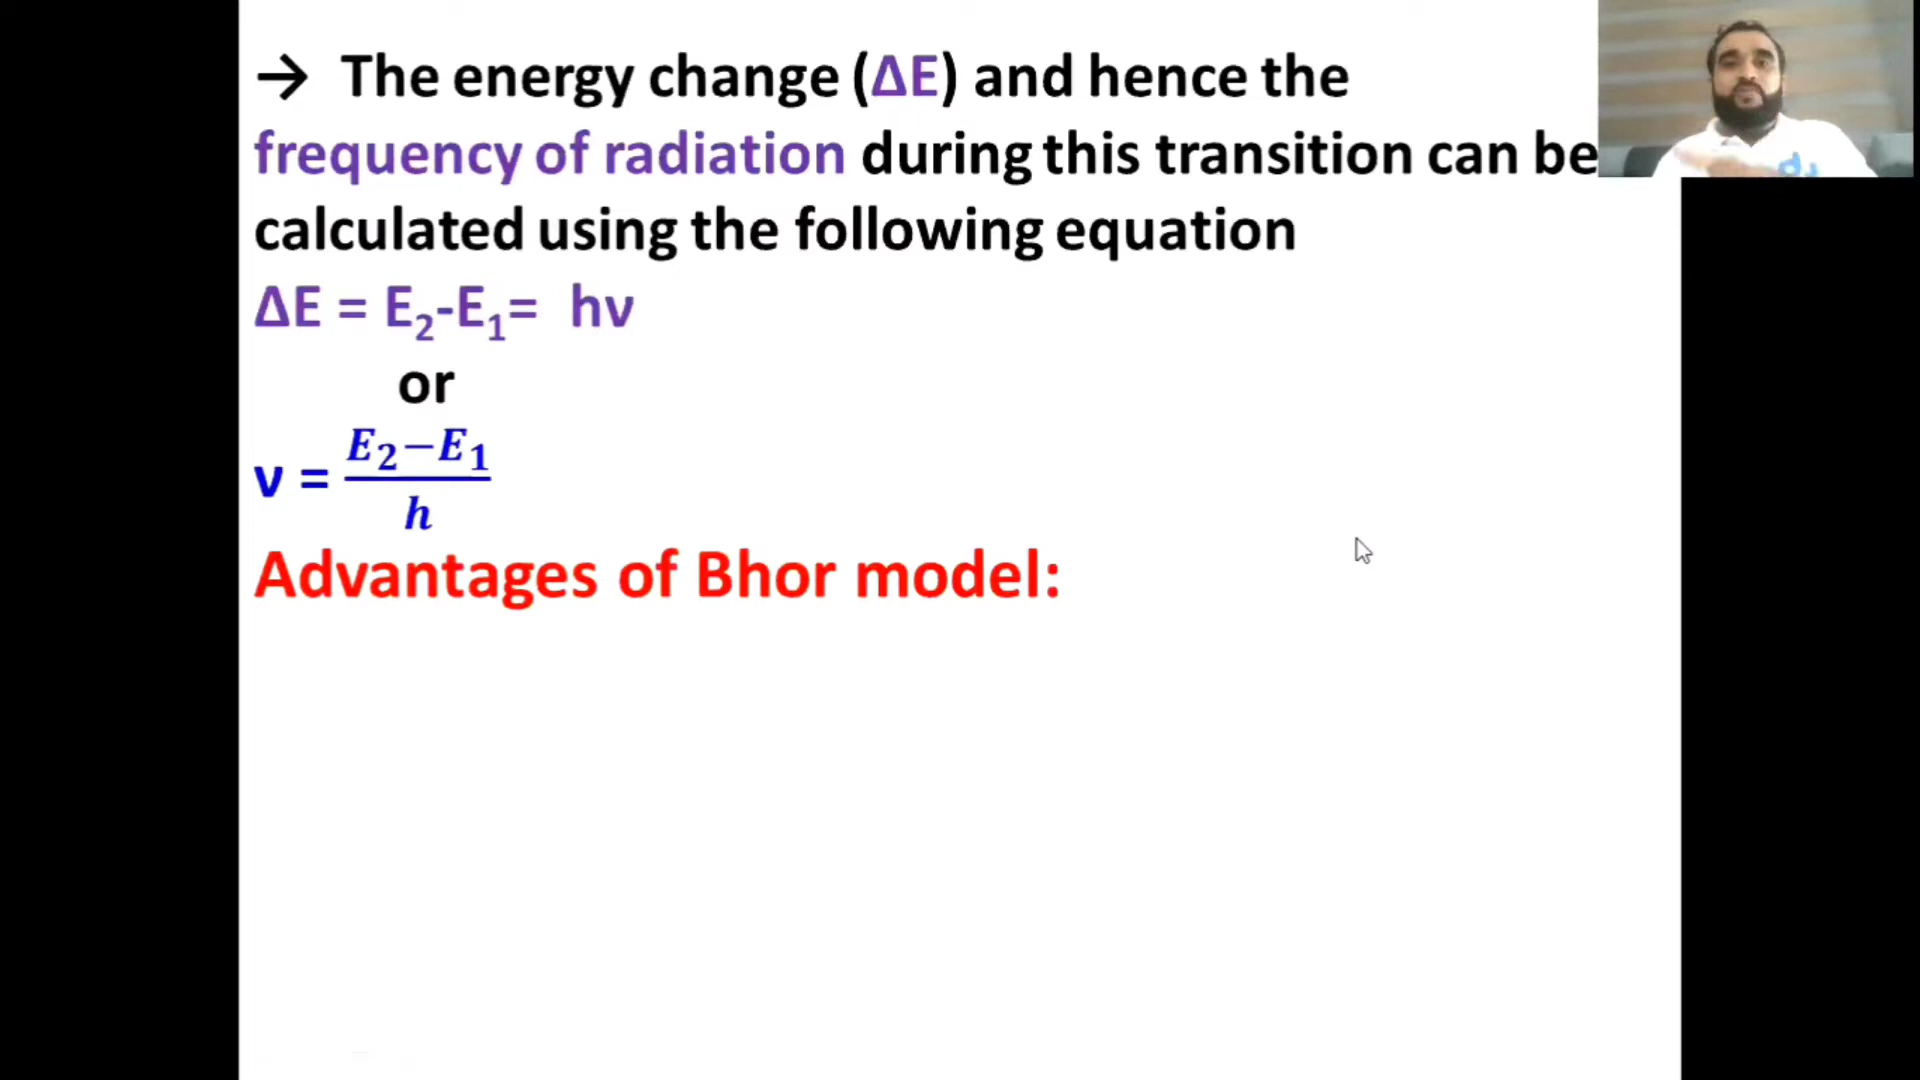 → The energy change (ΔE) and hence the
frequency of radiation during this transition can be
calculated using the following equation
ΔE = E₂-E₁= hν
or
ν = \frac{E₂−E₁}{h}
Advantages of Bhor model: